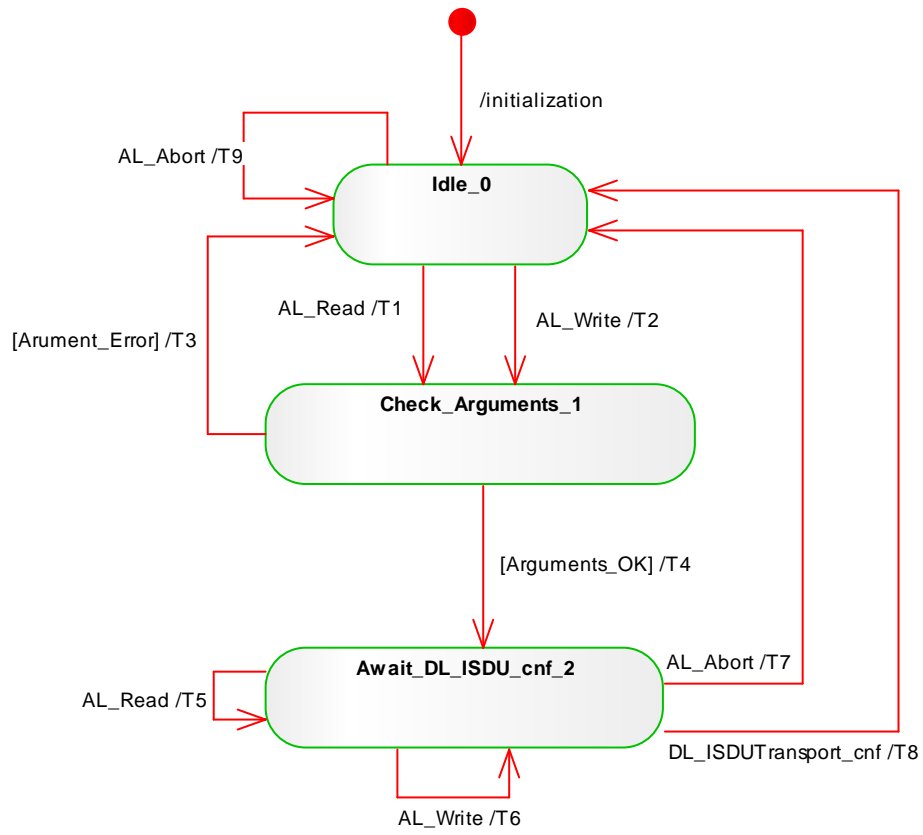 /initialization
AL_Abort /T9
Idle_0
AL_Read /T1
AL_Write /T2
[Arument_Error] /T3
Check_Arguments_1
[Arguments_OK] /T4
Await_DL_ISDU_cnf_2
AL_Abort /T7
AL_Read /T5
DL_ISDUTransport_cnf /T8
AL_Write /T6